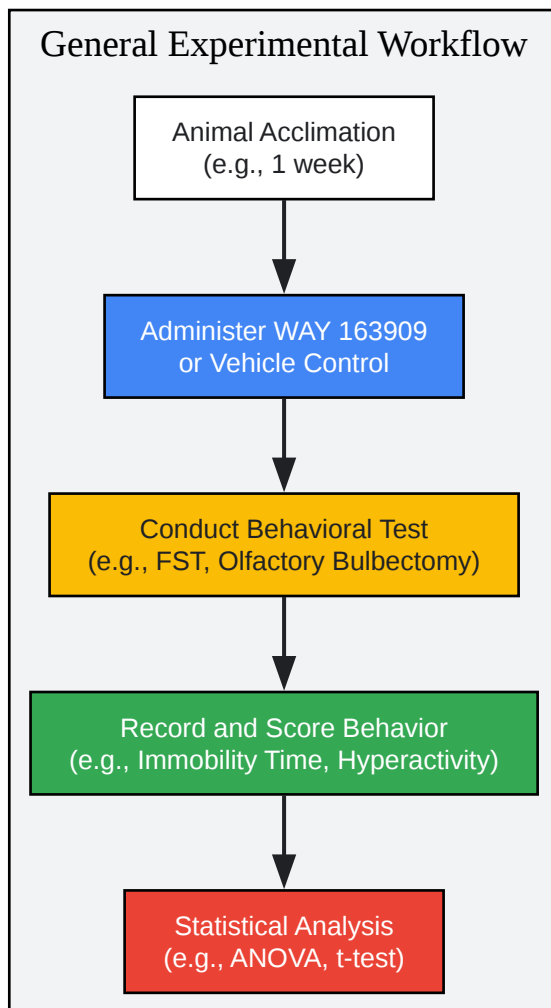 General Experimental Workflow
Animal Acclimation
(e.g., 1 week)
Administer WAY 163909
or Vehicle Control
Conduct Behavioral Test
(e.g., FST, Olfactory Bulbectomy)
Record and Score Behavior
(e.g., Immobility Time, Hyperactivity)
Statistical Analysis
(e.g., ANOVA, t-test)